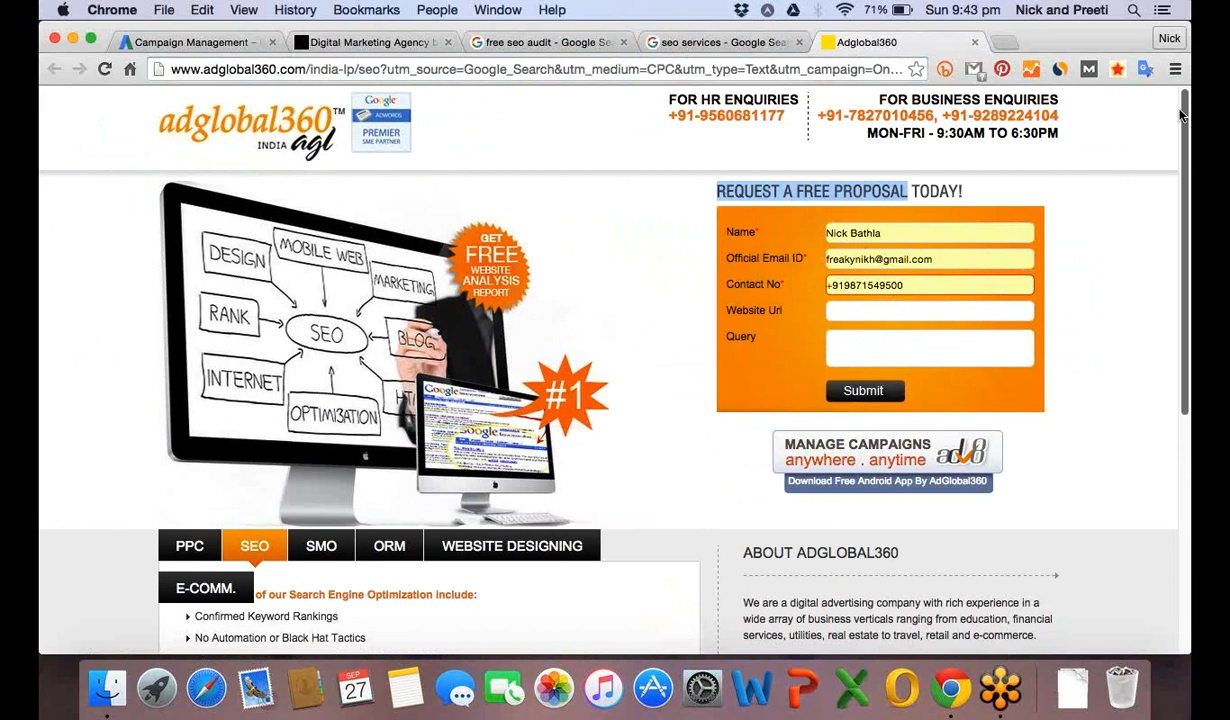 Chrome File Edit View History Bookmarks People Window Help 71% Sun 9:43 pm Nick and Preeti
Campaign Management – Digital Marketing Agency b free seo audit - Google Se seo services - Google Sea Adglobal360 Nick
www.adglobal360.com/india-lp/seo?utm_source=Google_Search&utm_medium=CPC&utm_type=Text&utm_campaign=On...
adglobal360™
INDIA agl
Google
ADWORDS
PREMIER
SME PARTNER
FOR HR ENQUIRIES
+91-9560681177
FOR BUSINESS ENQUIRIES
+91-7827010456, +91-9289224104
MON-FRI - 9:30AM TO 6:30PM
DESIGN
MOBILE WEB
MARKETING
RANK
SEO
BLOG
INTERNET
OPTIMISATION
GET
FREE
WEBSITE
ANALYSIS
REPORT
Google
Google
#1
REQUEST A FREE PROPOSAL TODAY!
Name* Nick Bathla
Official Email ID* freakynikh@gmail.com
Contact No* +919871549500
Website Url
Query
Submit
MANAGE CAMPAIGNS
anywhere . anytime
Download Free Android App By AdGlobal360
PPC SEO SMO ORM WEBSITE DESIGNING
E-COMM.
of our Search Engine Optimization include:
Confirmed Keyword Rankings
No Automation or Black Hat Tactics
ABOUT ADGLOBAL360
We are a digital advertising company with rich experience in a
wide array of business verticals ranging from education, financial
services, utilities, real estate to travel, retail and e-commerce.
SEP
27